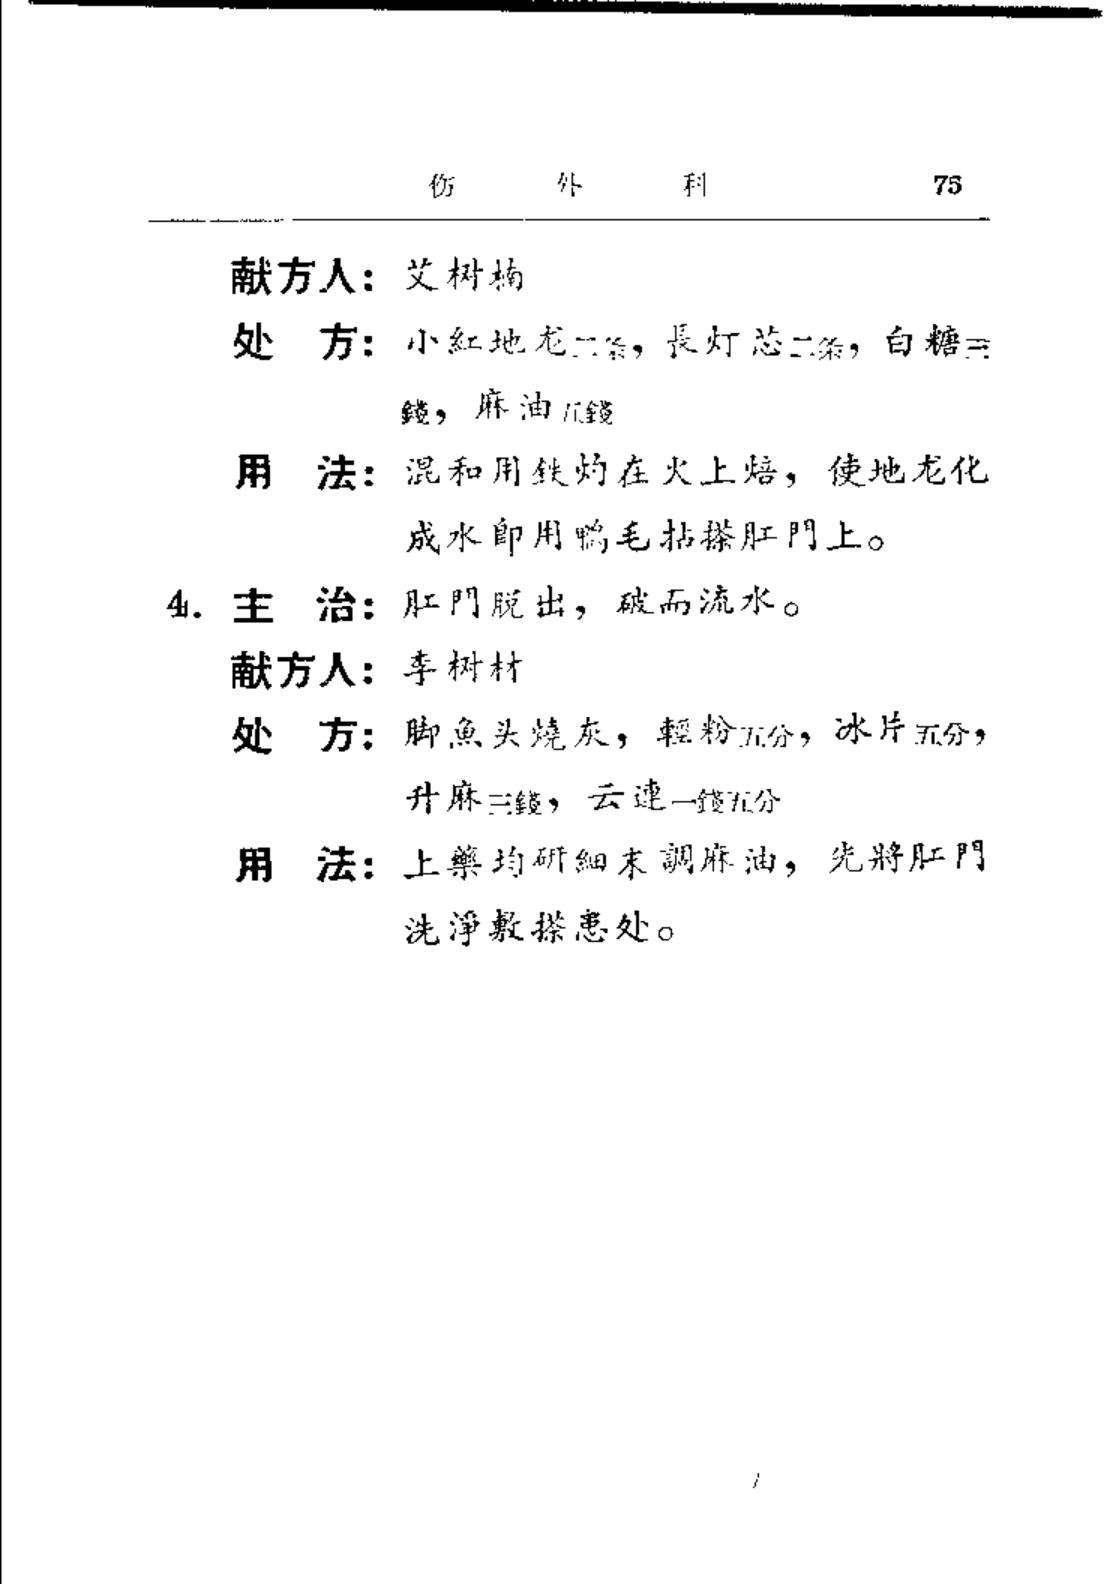 伤外科 75
献方人：艾树楠
处方：小紅地龙二条，長灯芯二条，白糖三
錢，麻油五錢
用法：混和用鉄灼在火上焙，使地龙化
成水卽用鴨毛拈搽肛門上。
4. 主治：肛門脫出，破而流水。
献方人：李树材
处方：脚魚头燒灰，輕粉五分，冰片五分，
升麻三錢，云連一錢五分
用法：上藥均研細末調麻油，先將肛門
洗淨敷搽患处。